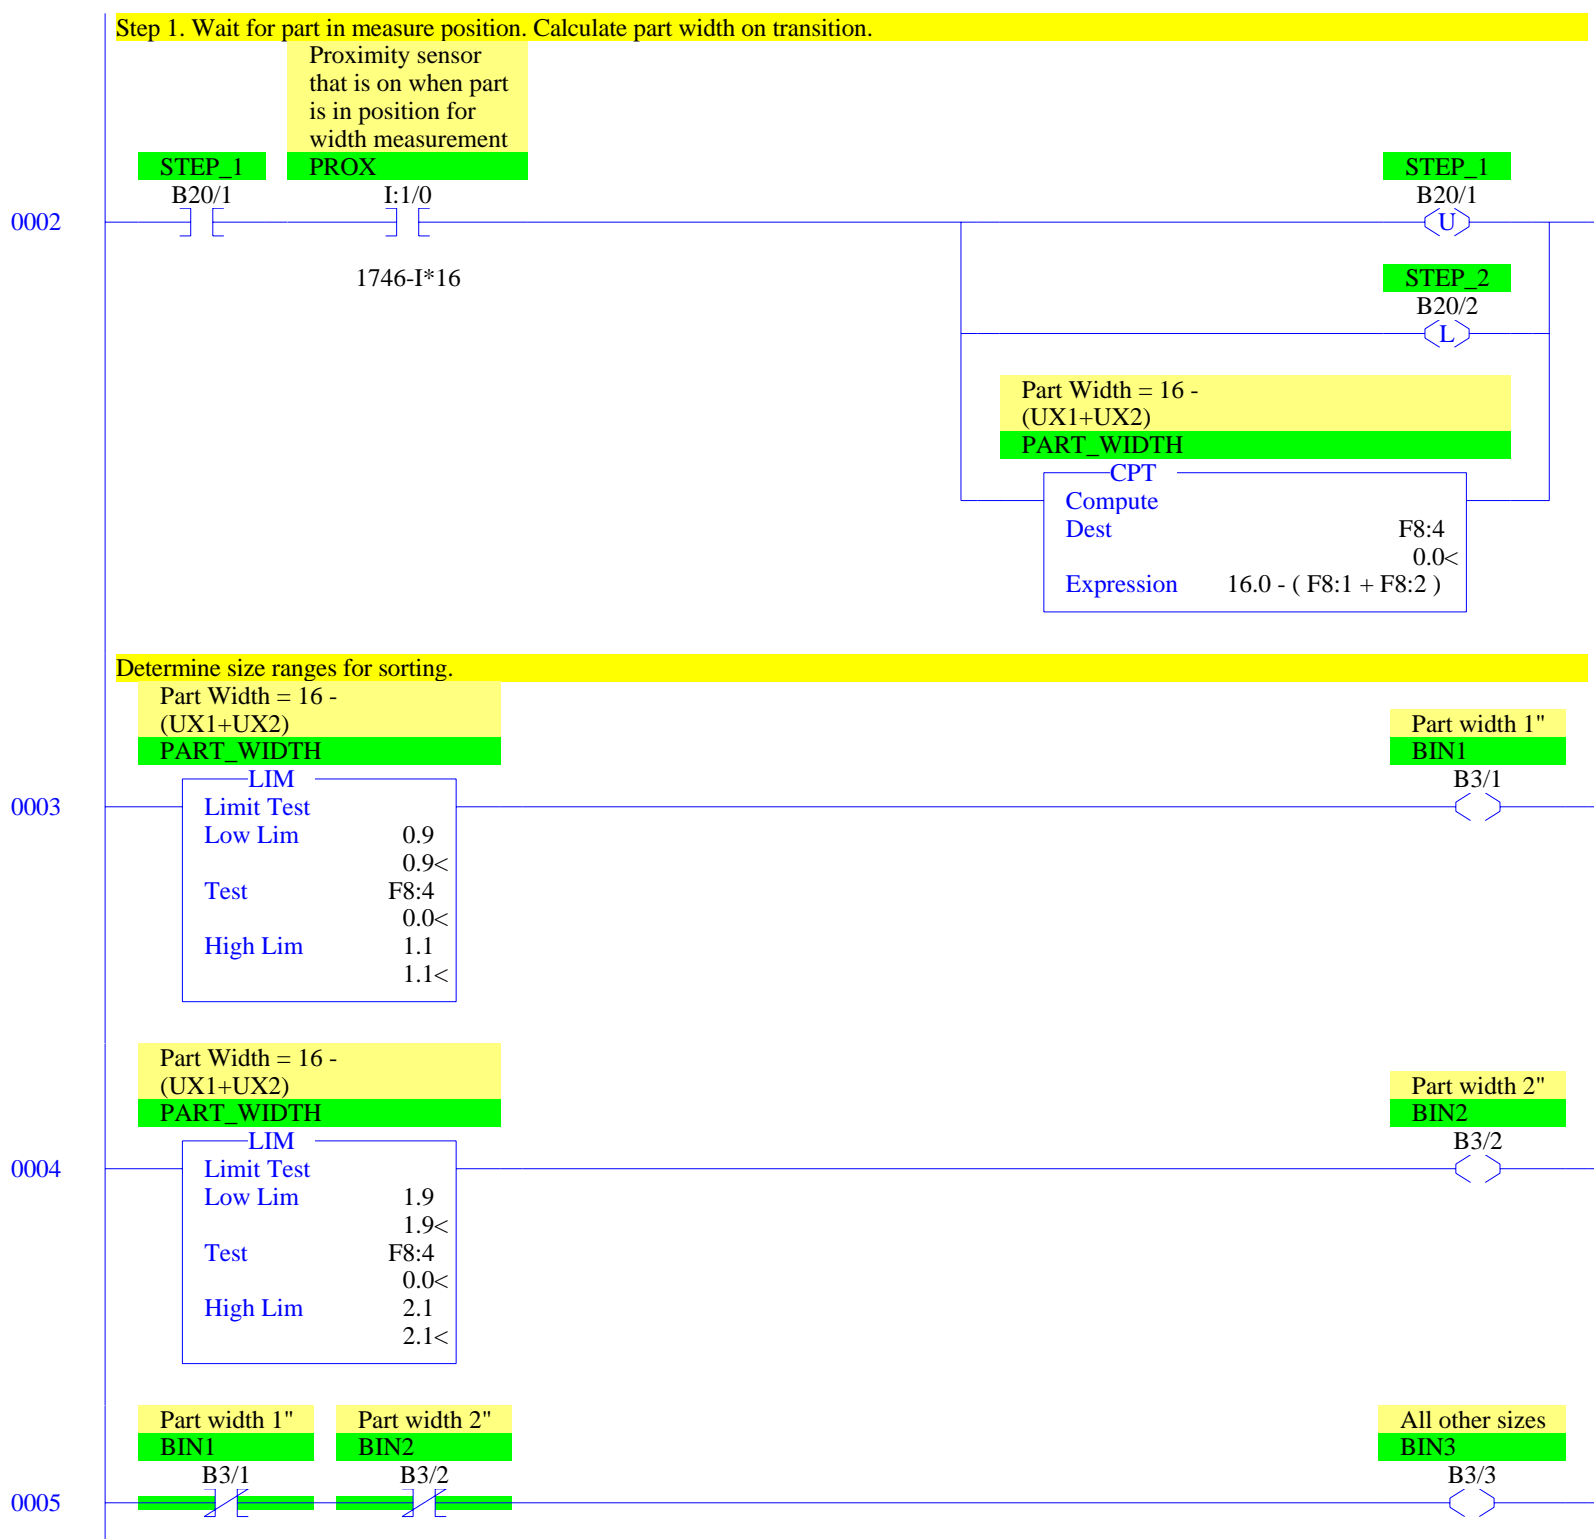 Step 1. Wait for part in measure position. Calculate part width on transition.
Proximity sensor
that is on when part
is in position for
width measurement
STEP_1
PROX
STEP_1
B20/1
I:1/0
B20/1
0002
U
1746-I*16
STEP_2
B20/2
L
Part Width = 16 -
(UX1+UX2)
PART_WIDTH
CPT
Compute
Dest F8:4
0.0<
Expression 16.0 - ( F8:1 + F8:2 )
Determine size ranges for sorting.
Part Width = 16 -
(UX1+UX2)
PART_WIDTH
Part width 1"
BIN1
B3/1
0003
LIM
Limit Test
Low Lim 0.9
0.9<
Test F8:4
0.0<
High Lim 1.1
1.1<
Part Width = 16 -
(UX1+UX2)
PART_WIDTH
Part width 2"
BIN2
B3/2
0004
LIM
Limit Test
Low Lim 1.9
1.9<
Test F8:4
0.0<
High Lim 2.1
2.1<
Part width 1"
BIN1
B3/1
Part width 2"
BIN2
B3/2
All other sizes
BIN3
B3/3
0005